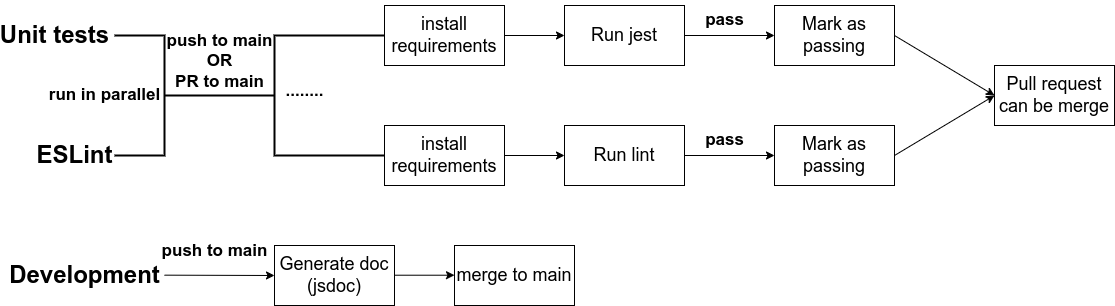 Unit tests
push to main
OR
PR to main
install
requirements
Run jest
pass
Mark as
passing
run in parallel
........
Pull request
can be merge
ESLint
install
requirements
Run lint
pass
Mark as
passing
Development
push to main
Generate doc
(jsdoc)
merge to main